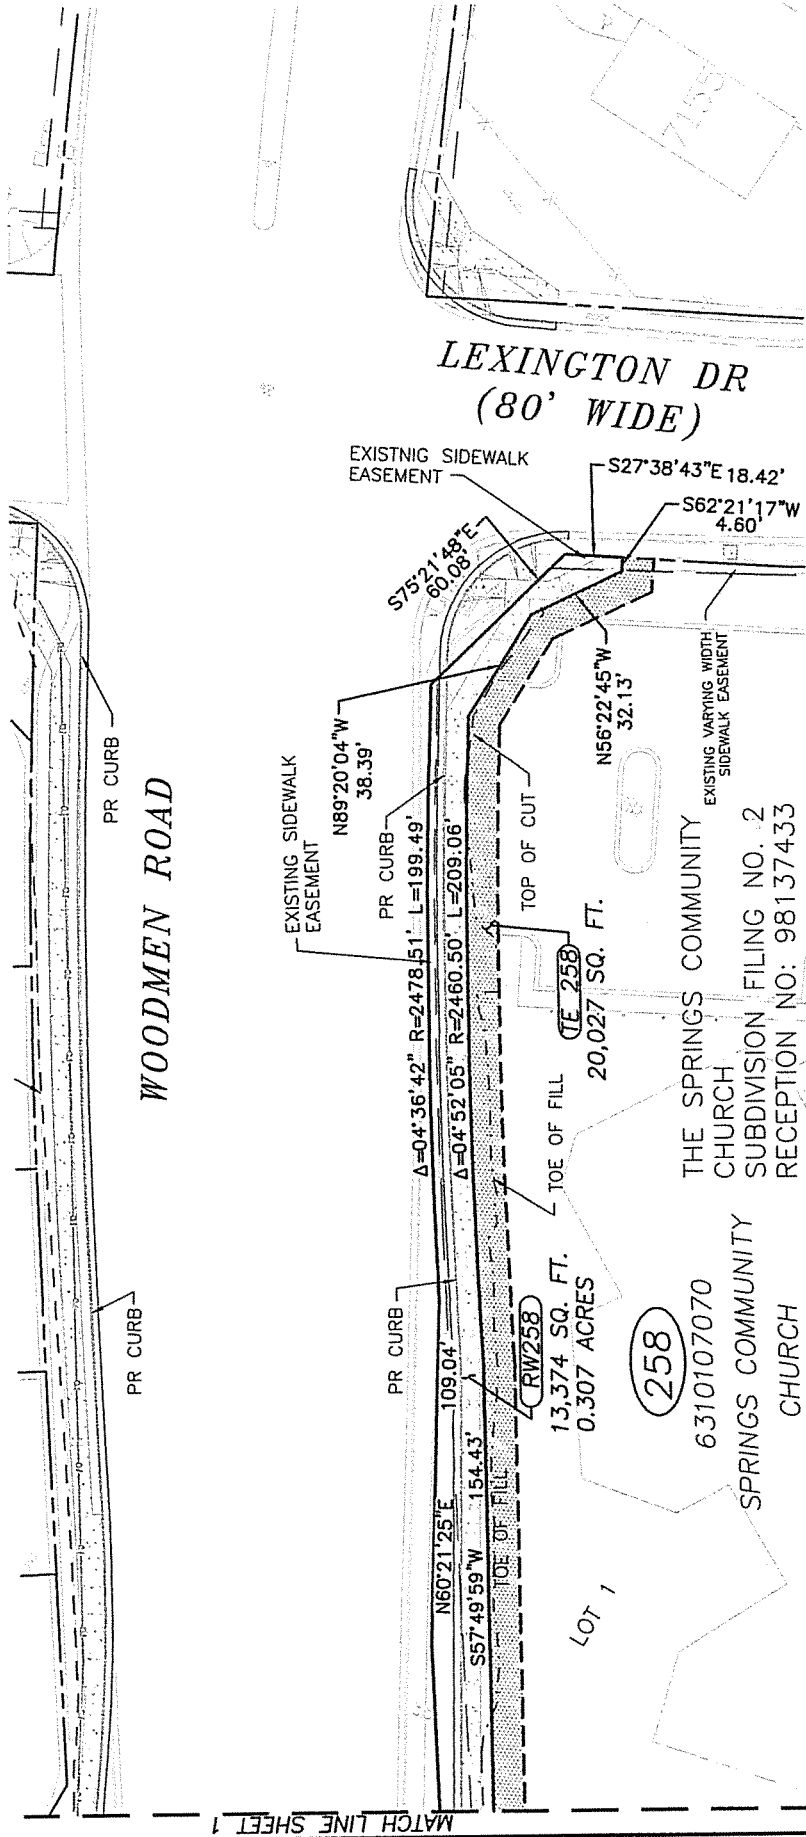 7155
LEXINGTON DR
(80' WIDE)
EXISTNIG SIDEWALK
EASEMENT
S27°38'43"E 18.42'
S62°21'17"W
4.60'
S75°21'48"E
60.08'
N89°20'04"W
38.39'
N56°22'45"W
32.13'
EXISTING VARYING WIDTH
SIDEWALK EASEMENT
PR CURB
WOODMEN ROAD
EXISTING SIDEWALK
EASEMENT
PR CURB
TOP OF CUT
Δ=04°36'42" R=2478.51' L=199.49'
Δ=04°52'05" R=2460.50' L=209.06'
TE 258
20,027 SQ. FT.
TOE OF FILL
THE SPRINGS COMMUNITY
CHURCH
SUBDIVISION FILING NO. 2
RECEPTION NO: 98137433
PR CURB
PR CURB
RW258
13,374 SQ. FT.
0.307 ACRES
258
6310107070
SPRINGS COMMUNITY
CHURCH
N60°21'25"E
109.04'
S57°49'59"W
154.43'
TOE OF FILL
LOT 1
MATCH LINE SHEET 1